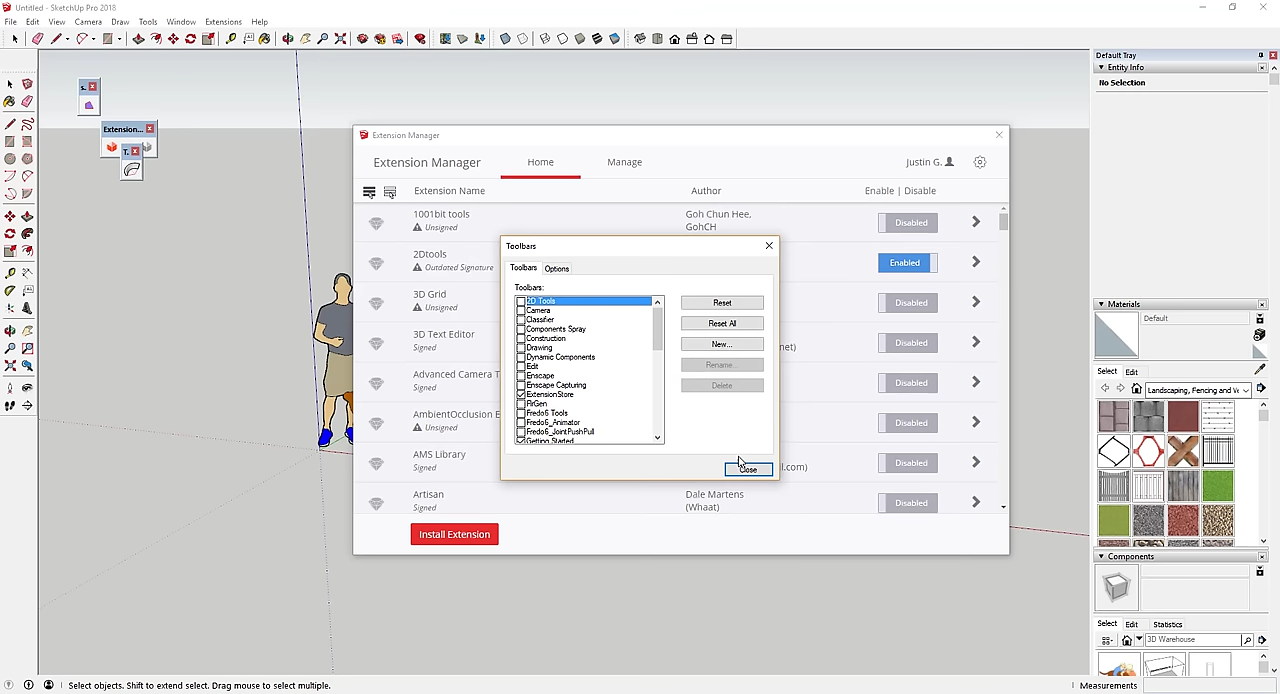 Untitled - SketchUp Pro 2018
File Edit View Camera Draw Tools Window Extensions Help
Default Tray
Entity Info
No Selection
s...
Extension...
T.
Extension Manager
Extension Manager Home Manage Justin G.
Extension Name Author Enable | Disable
1001bit tools Goh Chun Hee, Disabled
Unsigned GohCH
2Dtools Enabled
Outdated Signature
3D Grid Disabled
Unsigned
3D Text Editor net) Disabled
Signed
Advanced Camera T Disabled
Signed
AmbientOcclusion E Disabled
Unsigned
AMS Library l.com) Disabled
Signed
Artisan Dale Martens Disabled
Signed (Whaat)
Install Extension
Toolbars
Toolbars Options
Toolbars:
2D Tools
Camera
Classifier
Components Spray
Construction
Drawing
Dynamic Components
Edit
Enscape
Enscape Capturing
ExtensionStore
FlrGen
Fredo6 Tools
Fredo6_Animator
Fredo6_JointPushPull
Getting Started
Reset
Reset All
New...
Rename...
Delete
Close
Materials
Default
Select Edit
Landscaping, Fencing and Ve
Components
Select Edit Statistics
3D Warehouse
Select objects. Shift to extend select. Drag mouse to select multiple.
Measurements